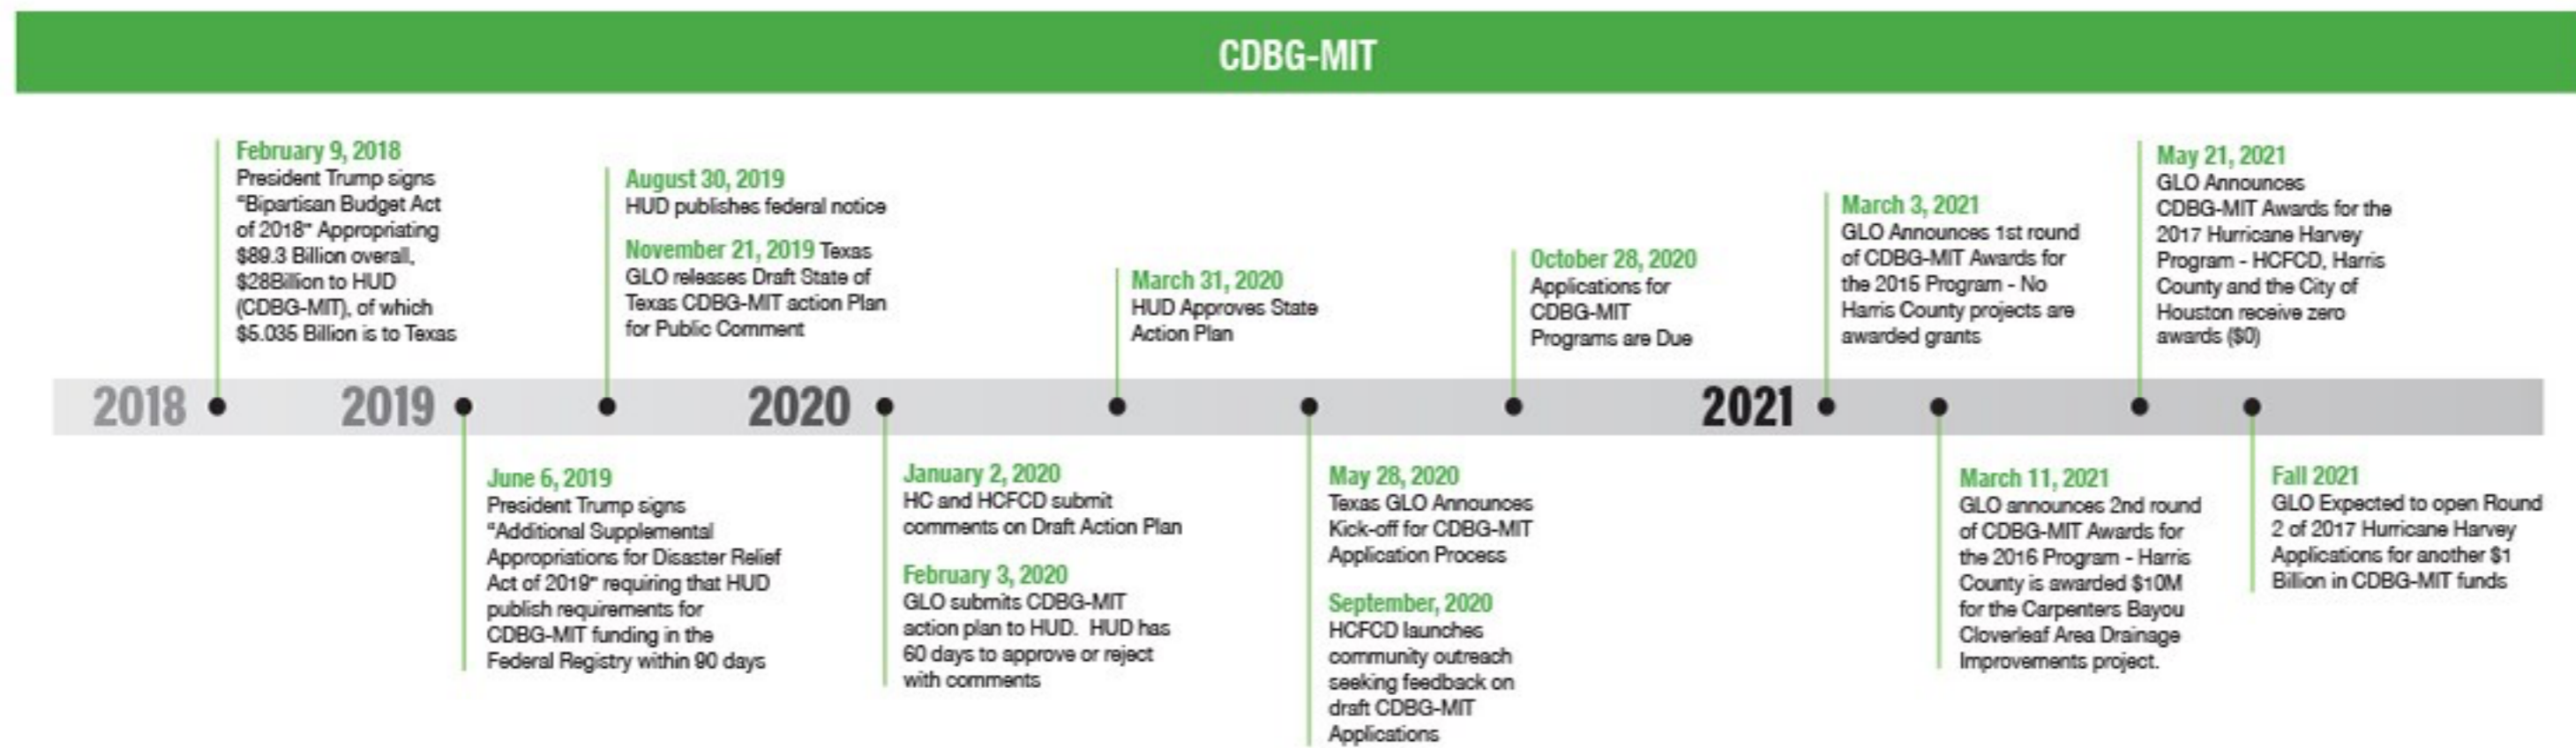 CDBG-MIT
February 9, 2018
President Trump signs
"Bipartisan Budget Act
of 2018" Appropriating
$89.3 Billion overall,
$28Billion to HUD
(CDBG-MIT), of which
$5.035 Billion is to Texas
August 30, 2019
HUD publishes federal notice
November 21, 2019 Texas
GLO releases Draft State of
Texas CDBG-MIT action Plan
for Public Comment
March 31, 2020
HUD Approves State
Action Plan
October 28, 2020
Applications for
CDBG-MIT
Programs are Due
March 3, 2021
GLO Announces 1st round
of CDBG-MIT Awards for
the 2015 Program - No
Harris County projects are
awarded grants
May 21, 2021
GLO Announces
CDBG-MIT Awards for the
2017 Hurricane Harvey
Program - HCFCD, Harris
County and the City of
Houston receive zero
awards ($0)
2018
2019
2020
2021
June 6, 2019
President Trump signs
"Additional Supplemental
Appropriations for Disaster Relief
Act of 2019" requiring that HUD
publish requirements for
CDBG-MIT funding in the
Federal Registry within 90 days
January 2, 2020
HC and HCFCD submit
comments on Draft Action Plan
February 3, 2020
GLO submits CDBG-MIT
action plan to HUD.  HUD has
60 days to approve or reject
with comments
May 28, 2020
Texas GLO Announces
Kick-off for CDBG-MIT
Application Process
September, 2020
HCFCD launches
community outreach
seeking feedback on
draft CDBG-MIT
Applications
March 11, 2021
GLO announces 2nd round
of CDBG-MIT Awards for
the 2016 Program - Harris
County is awarded $10M
for the Carpenters Bayou
Cloverleaf Area Drainage
Improvements project.
Fall 2021
GLO Expected to open Round
2 of 2017 Hurricane Harvey
Applications for another $1
Billion in CDBG-MIT funds